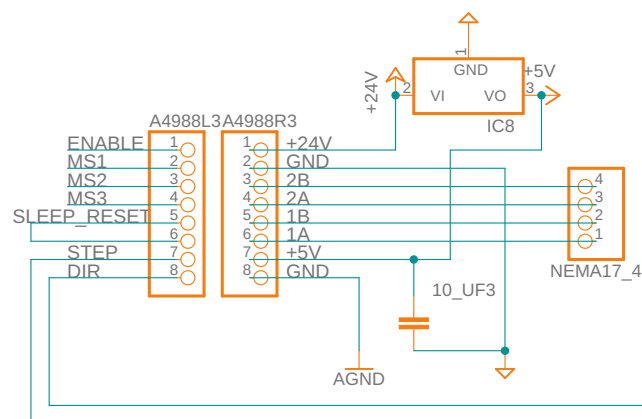 1
GND
+24V
2
VI
VO
3
+5V
IC8
A4988L3
A4988R3
ENABLE
1
MS1
2
MS2
3
MS3
4
SLEEP_RESET
5
6
STEP
7
DIR
8
1
+24V
2
GND
3
2B
4
2A
5
1B
6
1A
7
+5V
8
GND
4
3
2
1
NEMA17_4
10_UF3
AGND